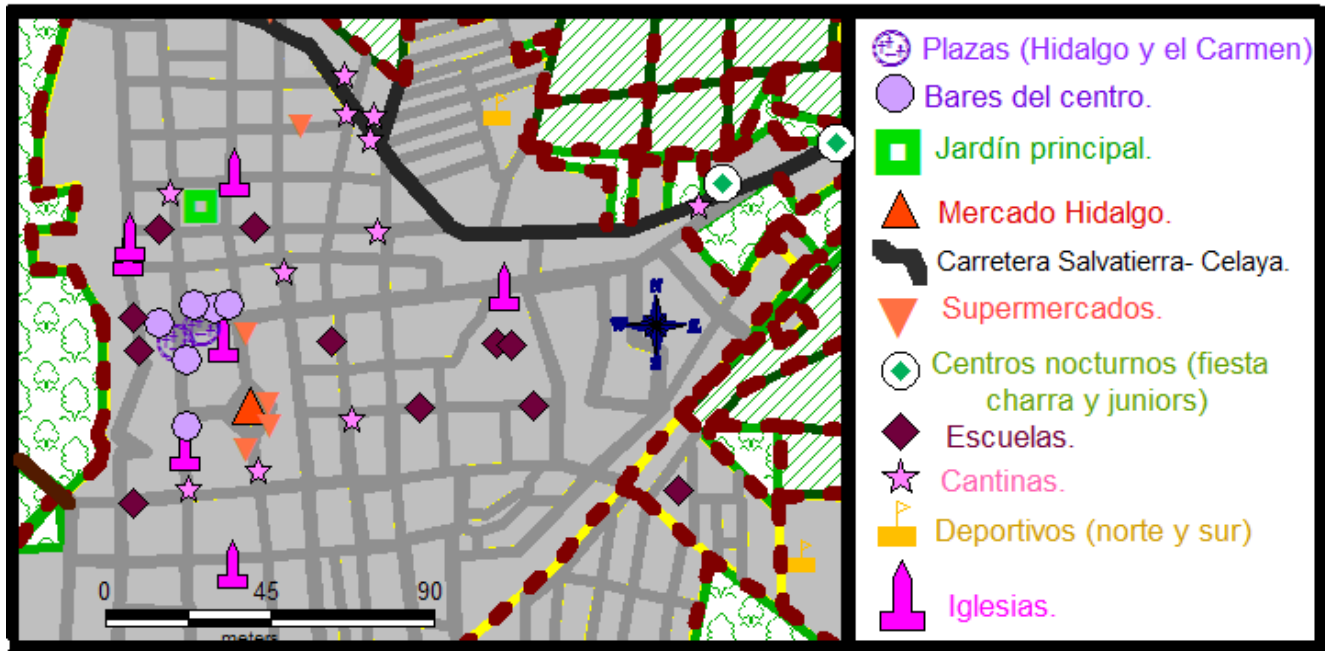 Plazas (Hidalgo y el Carmen)
Bares del centro.
Jardín principal.
Mercado Hidalgo.
Carretera Salvatierra- Celaya.
Supermercados.
Centros nocturnos (fiesta
charra y juniors)
Escuelas.
Cantinas.
Deportivos (norte y sur)
Iglesias.
N
W E
S
0 45 90
meters